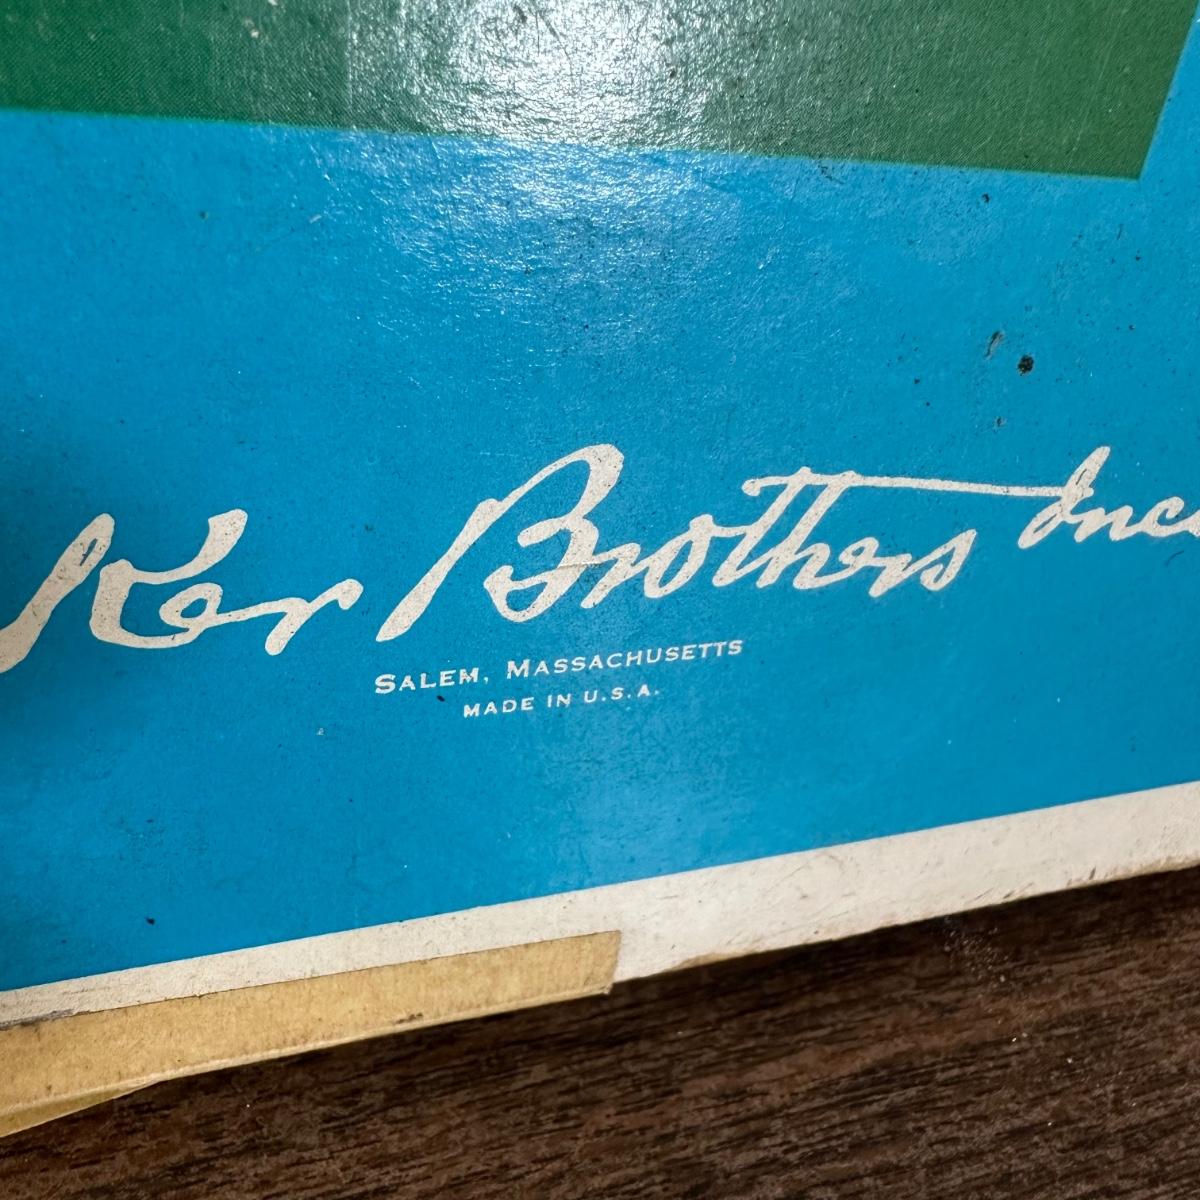 ker Brothers Inc.
SALEM, MASSACHUSETTS
MADE IN U.S.A.